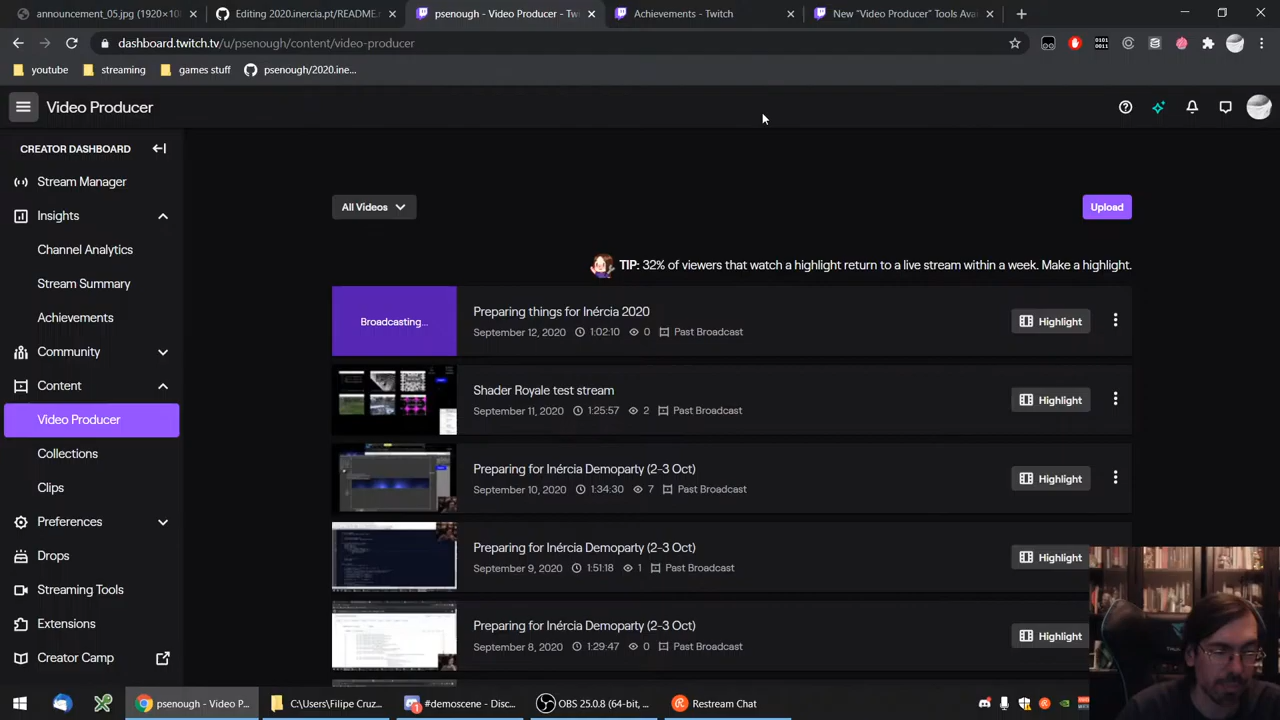 announcement_05.jpg (1920×108
Editing 2020.inercia.pt/README.
psenough - Video Producer - Twi
Achievements - Twitch
New "Video Producer" Tools Avai
dashboard.twitch.tv/u/psenough/content/video-producer
youtube
streaming
games stuff
psenough/2020.ine...
Video Producer
CREATOR DASHBOARD
Stream Manager
Insights
Channel Analytics
Stream Summary
Achievements
Community
Content
Video Producer
Collections
Clips
Preferences
Drops
Streaming Tools
Extensions
All Videos
Upload
TIP: 32% of viewers that watch a highlight return to a live stream within a week. Make a highlight.
Broadcasting...
Preparing things for Inércia 2020
September 12, 2020 1:02:10 0 Past Broadcast
Highlight
Shader Royale test stream
September 11, 2020 1:25:57 2 Past Broadcast
Highlight
Preparing for Inércia Demoparty (2-3 Oct)
September 10, 2020 1:34:30 7 Past Broadcast
Highlight
Preparing for Inércia Demoparty (2-3 Oct)
September 9, 2020 1:51:18 1 Past Broadcast
Highlight
Preparing for Inércia Demoparty (2-3 Oct)
September 8, 2020 1:29:47 0 Past Broadcast
Highlight
psenough - Video P...
C:\Users\Filipe Cruz...
#demoscene - Disc...
OBS 25.0.8 (64-bit, ...
Restream Chat